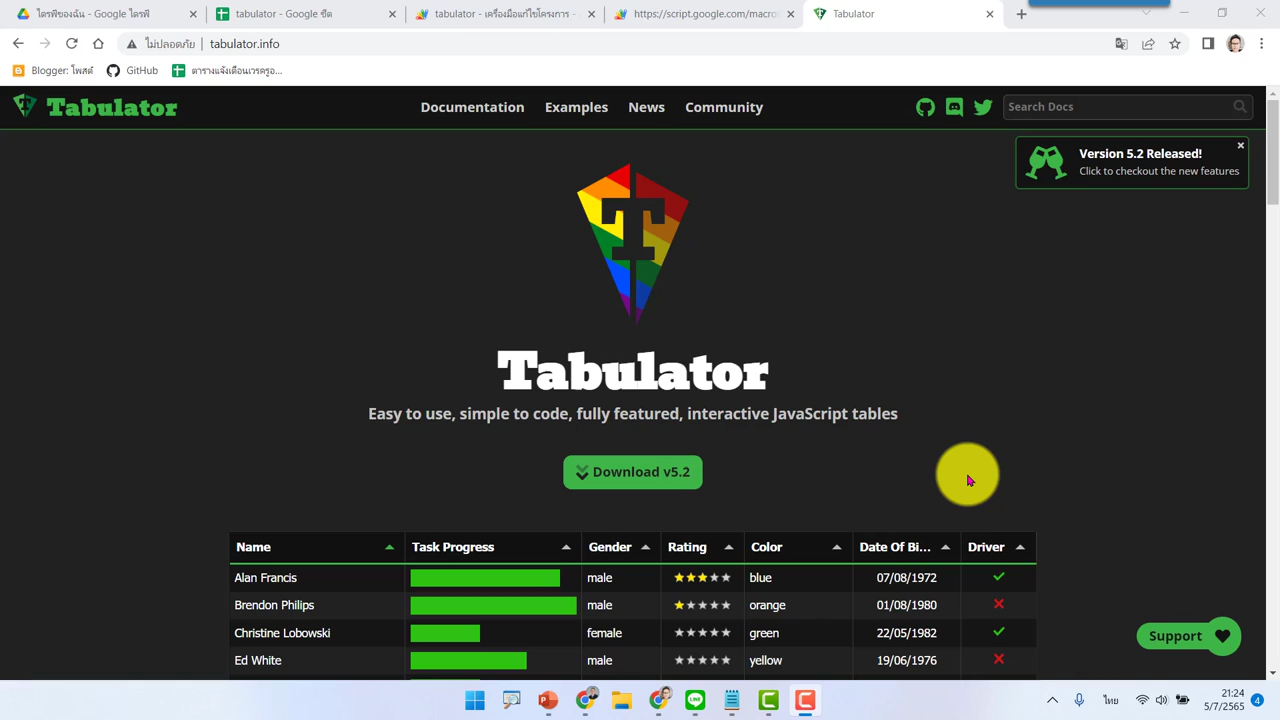 ไดรฟ์ของฉัน - Google ไดรฟ์
tabulator - Google ชีต
tabulator - เครื่องมือแก้ไขโครงการ -
https://script.google.com/macro
Tabulator
ไม่ปลอดภัย
tabulator.info
Blogger: โพสต์
GitHub
ตารางแจ้งเตือนเวรครูอ...
Tabulator
Documentation
Examples
News
Community
Search Docs
Version 5.2 Released!
Click to checkout the new features
T
Tabulator
Easy to use, simple to code, fully featured, interactive JavaScript tables
Download v5.2
Name Task Progress Gender Rating Color Date Of Bi... Driver
Alan Francis male blue 07/08/1972
Brendon Philips male orange 01/08/1980
Christine Lobowski female green 22/05/1982
Ed White male yellow 19/06/1976
Support
ไทย
21:24
5/7/2565
4